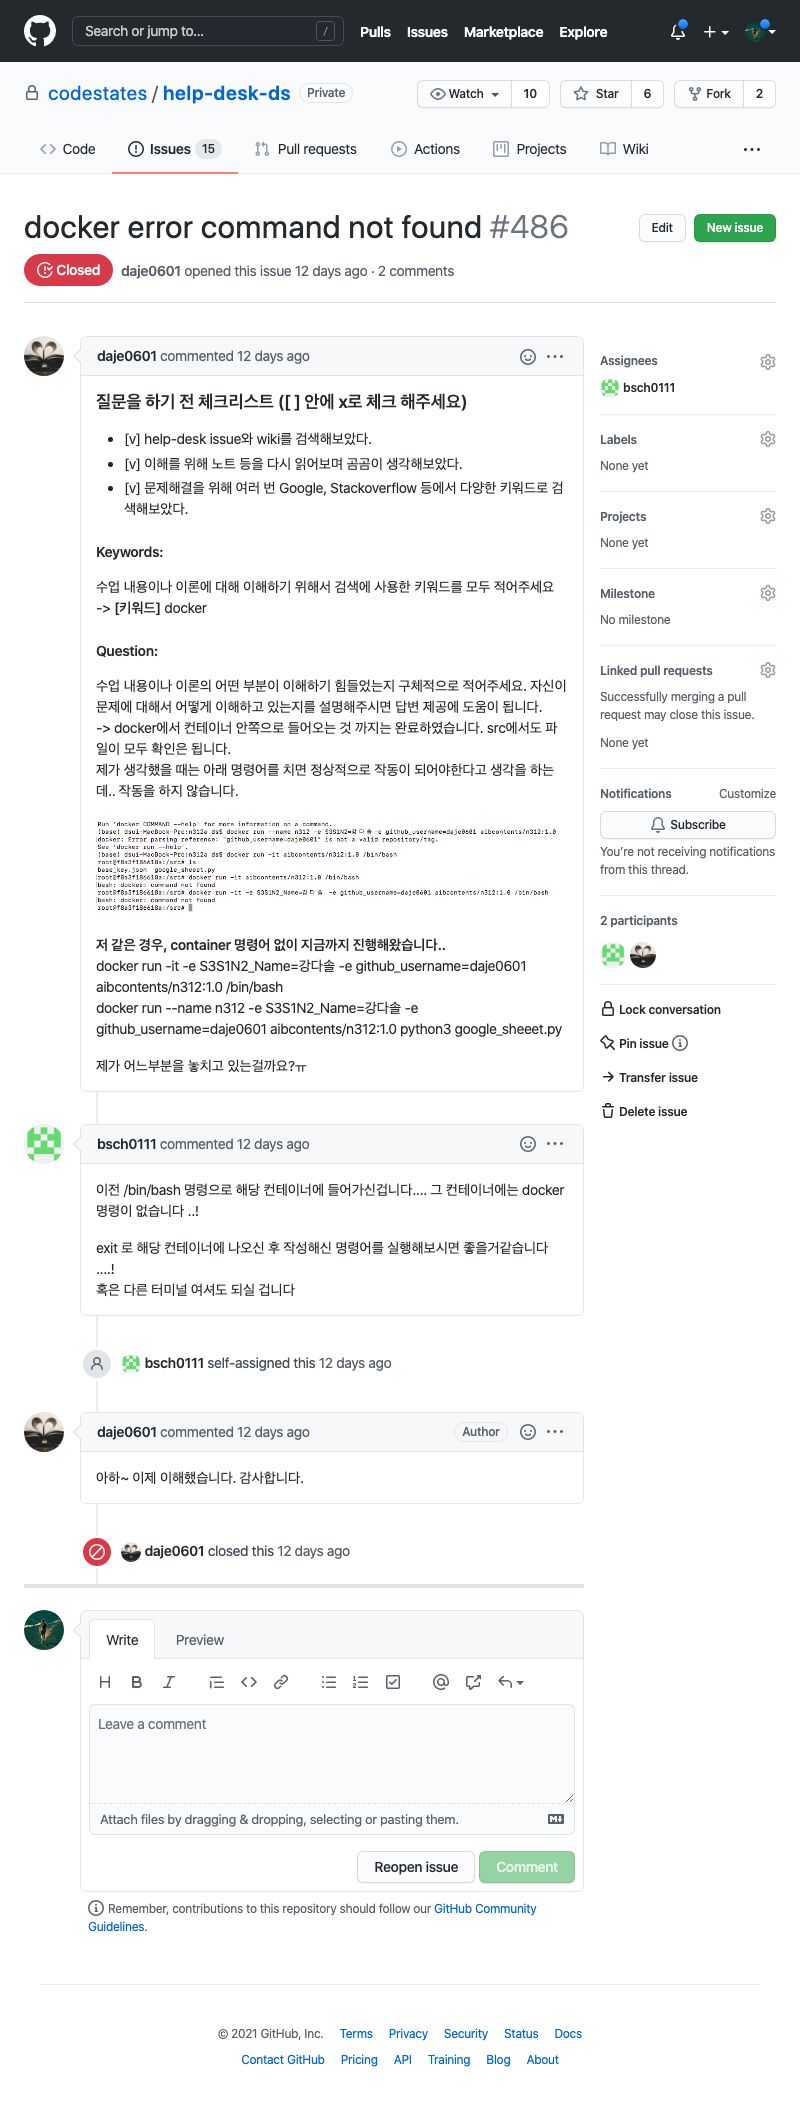 Search or jump to...
/
Pulls
Issues
Marketplace
Explore
codestates / help-desk-ds
Private
Watch
10
Star
6
Fork
2
Code
Issues 15
Pull requests
Actions
Projects
Wiki
docker error command not found #486
Edit
New issue
Closed
daje0601 opened this issue 12 days ago · 2 comments
daje0601 commented 12 days ago
질문을 하기 전 체크리스트 ([ ] 안에 x로 체크 해주세요)
[v] help-desk issue와 wiki를 검색해보았다.
[v] 이해를 위해 노트 등을 다시 읽어보며 곰곰이 생각해보았다.
[v] 문제해결을 위해 여러 번 Google, Stackoverflow 등에서 다양한 키워드로 검
색해보았다.
Keywords:
수업 내용이나 이론에 대해 이해하기 위해서 검색에 사용한 키워드를 모두 적어주세요
-> [키워드] docker
Question:
수업 내용이나 이론의 어떤 부분이 이해하기 힘들었는지 구체적으로 적어주세요. 자신이
문제에 대해서 어떻게 이해하고 있는지를 설명해주시면 답변 제공에 도움이 됩니다.
-> docker에서 컨테이너 안쪽으로 들어오는 것 까지는 완료하였습니다. src에서도 파
일이 모두 확인은 됩니다.
제가 생각했을 때는 아래 명령어를 치면 정상적으로 작동이 되어야한다고 생각을 하는
데.. 작동을 하지 않습니다.
Run 'docker COMMAND --help' for more information on a command.
(base) dsui-MacBook-Pro:n312a ds$ docker run --name n312 -e S3S1N2=강다솔 -e github_username=daje0601 aibcontents/n312:1.0
docker: Error parsing reference: "github_username=daje0601" is not a valid repository/tag.
See 'docker run --help'.
(base) dsui-MacBook-Pro:n312a ds$ docker run -it aibcontents/n312:1.0 /bin/bash
root@f8a3f186618a:/src# ls
base_key.json google_sheeet.py
root@f8a3f186618a:/src# docker run -it aibcontents/n312:1.0 /bin/bash
bash: docker: command not found
root@f8a3f186618a:/src# docker run -it -e S3S1N2_Name=강다솔 -e github_username=daje0601 aibcontents/n312:1.0 /bin/bash
bash: docker: command not found
root@f8a3f186618a:/src#
저 같은 경우, container 명령어 없이 지금까지 진행해왔습니다..
docker run -it -e S3S1N2_Name=강다솔 -e github_username=daje0601
aibcontents/n312:1.0 /bin/bash
docker run --name n312 -e S3S1N2_Name=강다솔 -e
github_username=daje0601 aibcontents/n312:1.0 python3 google_sheeet.py
제가 어느부분을 놓치고 있는걸까요?ㅠ
Assignees
bsch0111
Labels
None yet
Projects
None yet
Milestone
No milestone
Linked pull requests
Successfully merging a pull
request may close this issue.
None yet
Notifications
Customize
Subscribe
You're not receiving notifications
from this thread.
2 participants
Lock conversation
Pin issue
Transfer issue
Delete issue
bsch0111 commented 12 days ago
이전 /bin/bash 명령으로 해당 컨테이너에 들어가신겁니다.... 그 컨테이너에는 docker
명령이 없습니다 ..!
exit 로 해당 컨테이너에 나오신 후 작성해신 명령어를 실행해보시면 좋을거같습니다
....!
혹은 다른 터미널 여셔도 되실 겁니다
bsch0111 self-assigned this 12 days ago
daje0601 commented 12 days ago
Author
아하~ 이제 이해했습니다. 감사합니다.
daje0601 closed this 12 days ago
Write
Preview
Leave a comment
Attach files by dragging & dropping, selecting or pasting them.
Reopen issue
Comment
Remember, contributions to this repository should follow our GitHub Community
Guidelines.
© 2021 GitHub, Inc.
Terms
Privacy
Security
Status
Docs
Contact GitHub
Pricing
API
Training
Blog
About